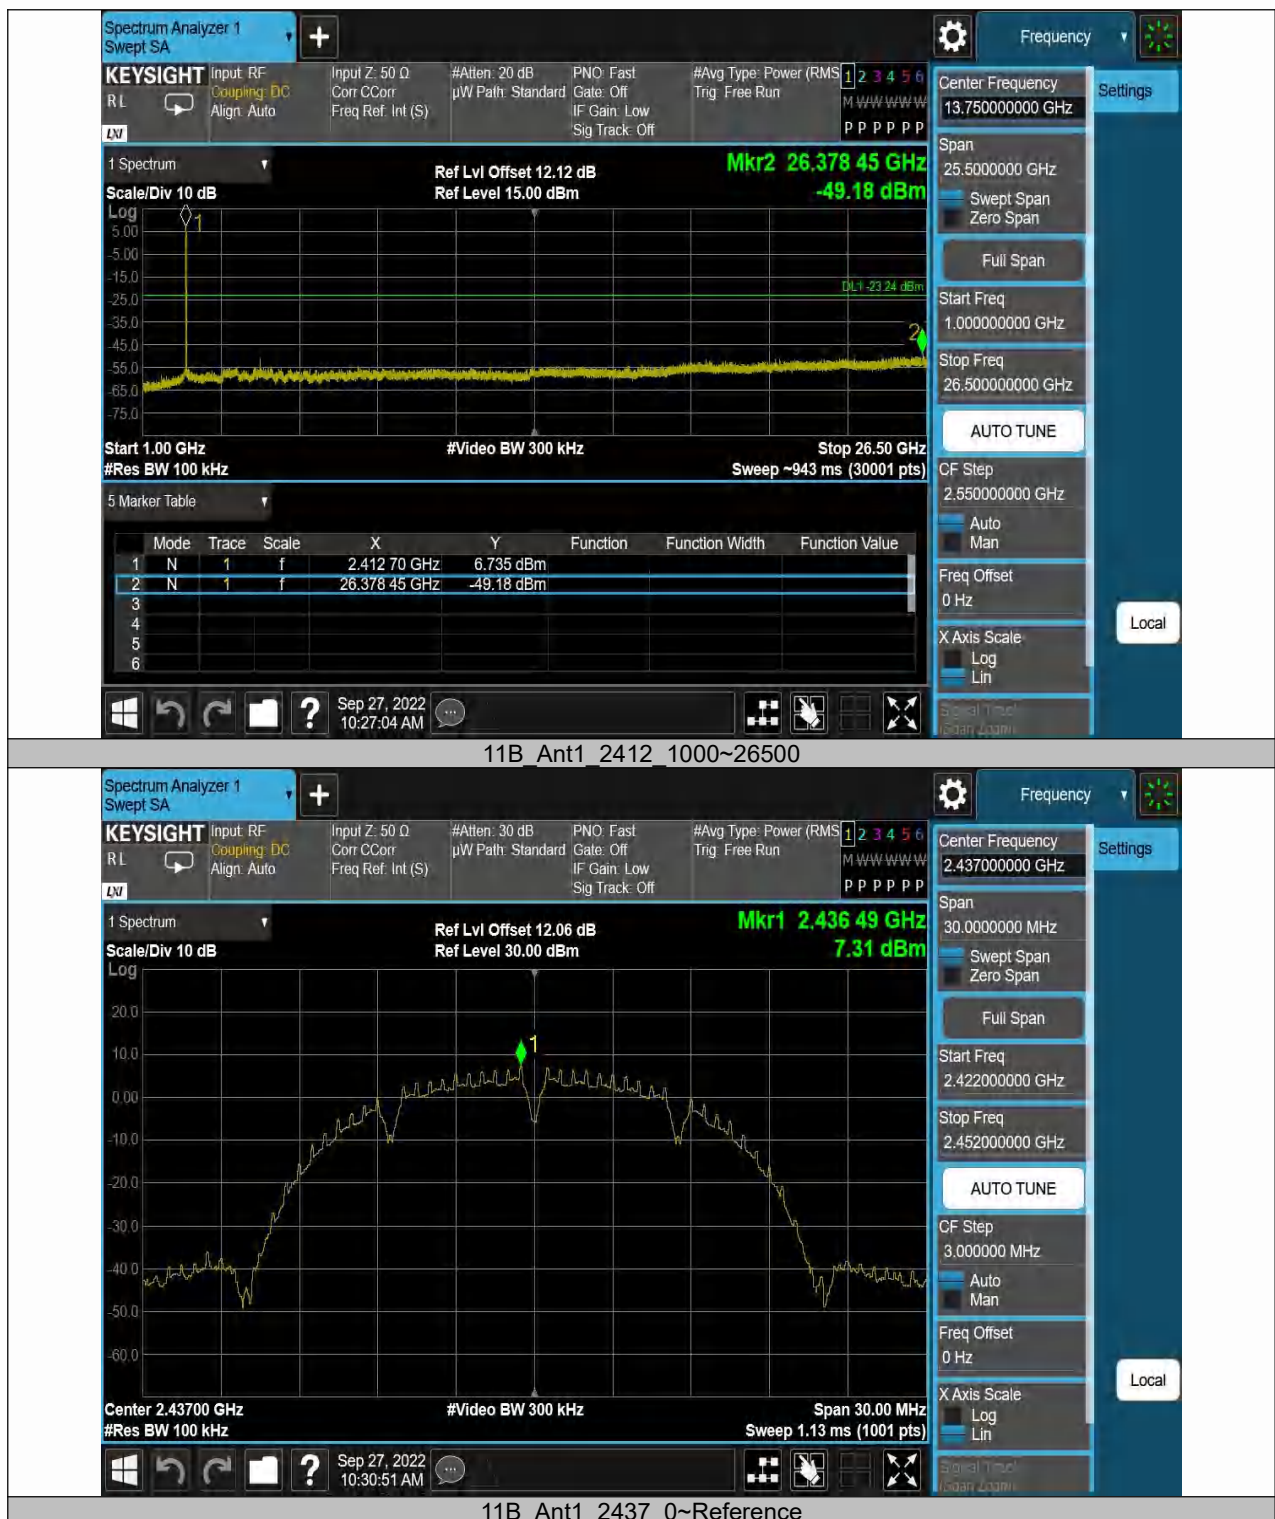 Spectrum Analyzer 1
Swept SA
Frequency
KEYSIGHT
Input: RF
Coupling: DC
Align: Auto
Input Z: 50 Ω
Corr CCorr
Freq Ref: Int (S)
#Atten: 20 dB
µW Path: Standard
PNO: Fast
Gate: Off
IF Gain: Low
Sig Track: Off
#Avg Type: Power (RMS
Trig: Free Run
1 2 3 4 5 6
M W W W W W
P P P P P P
R L
LXI
Center Frequency
13.750000000 GHz
Settings
Span
25.5000000 GHz
Swept Span
Zero Span
Full Span
Start Freq
1.000000000 GHz
Stop Freq
26.500000000 GHz
AUTO TUNE
CF Step
2.550000000 GHz
Auto
Man
Freq Offset
0 Hz
X Axis Scale
Log
Lin
Local
1 Spectrum
Scale/Div 10 dB
Ref Lvl Offset 12.12 dB
Ref Level 15.00 dBm
Mkr2 26.378 45 GHz
-49.18 dBm
Log
1
5.00
-5.00
-15.0
DL1 -23.24 dBm
-25.0
-35.0
2
-45.0
-55.0
-65.0
-75.0
Start 1.00 GHz
#Video BW 300 kHz
Stop 26.50 GHz
#Res BW 100 kHz
Sweep ~943 ms (30001 pts)
5 Marker Table
Mode Trace Scale X Y Function Function Width Function Value
1 N 1 f 2.412 70 GHz 6.735 dBm
2 N 1 f 26.378 45 GHz -49.18 dBm
3
4
5
6
?
Sep 27, 2022
10:27:04 AM
11B_Ant1_2412_1000~26500
Spectrum Analyzer 1
Swept SA
Frequency
KEYSIGHT
Input: RF
Coupling: DC
Align: Auto
Input Z: 50 Ω
Corr CCorr
Freq Ref: Int (S)
#Atten: 30 dB
µW Path: Standard
PNO: Fast
Gate: Off
IF Gain: Low
Sig Track: Off
#Avg Type: Power (RMS
Trig: Free Run
1 2 3 4 5 6
M W W W W W
P P P P P P
R L
LXI
Center Frequency
2.437000000 GHz
Settings
Span
30.0000000 MHz
Swept Span
Zero Span
Full Span
Start Freq
2.422000000 GHz
Stop Freq
2.452000000 GHz
AUTO TUNE
CF Step
3.000000 MHz
Auto
Man
Freq Offset
0 Hz
X Axis Scale
Log
Lin
Local
1 Spectrum
Scale/Div 10 dB
Ref Lvl Offset 12.06 dB
Ref Level 30.00 dBm
Mkr1 2.436 49 GHz
7.31 dBm
Log
20.0
1
10.0
0.00
-10.0
-20.0
-30.0
-40.0
-50.0
-60.0
Center 2.43700 GHz
#Video BW 300 kHz
Span 30.00 MHz
#Res BW 100 kHz
Sweep 1.13 ms (1001 pts)
?
Sep 27, 2022
10:30:51 AM
11B_Ant1_2437_0~Reference